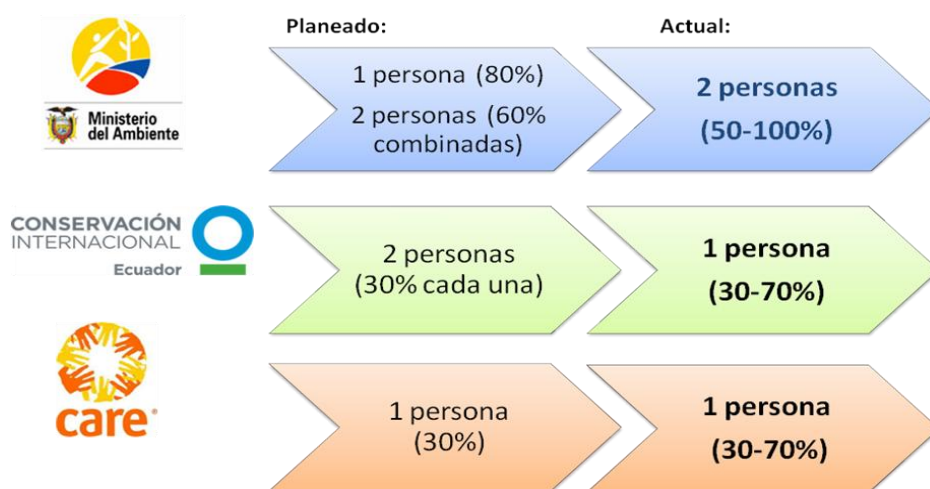 Planeado:
Actual:
Ministerio
del Ambiente
1 persona (80%)
2 personas (60%
combinadas)
2 personas
(50-100%)
CONSERVACIÓN
INTERNACIONAL
Ecuador
2 personas
(30% cada una)
1 persona
(30-70%)
care
1 persona
(30%)
1 persona
(30-70%)